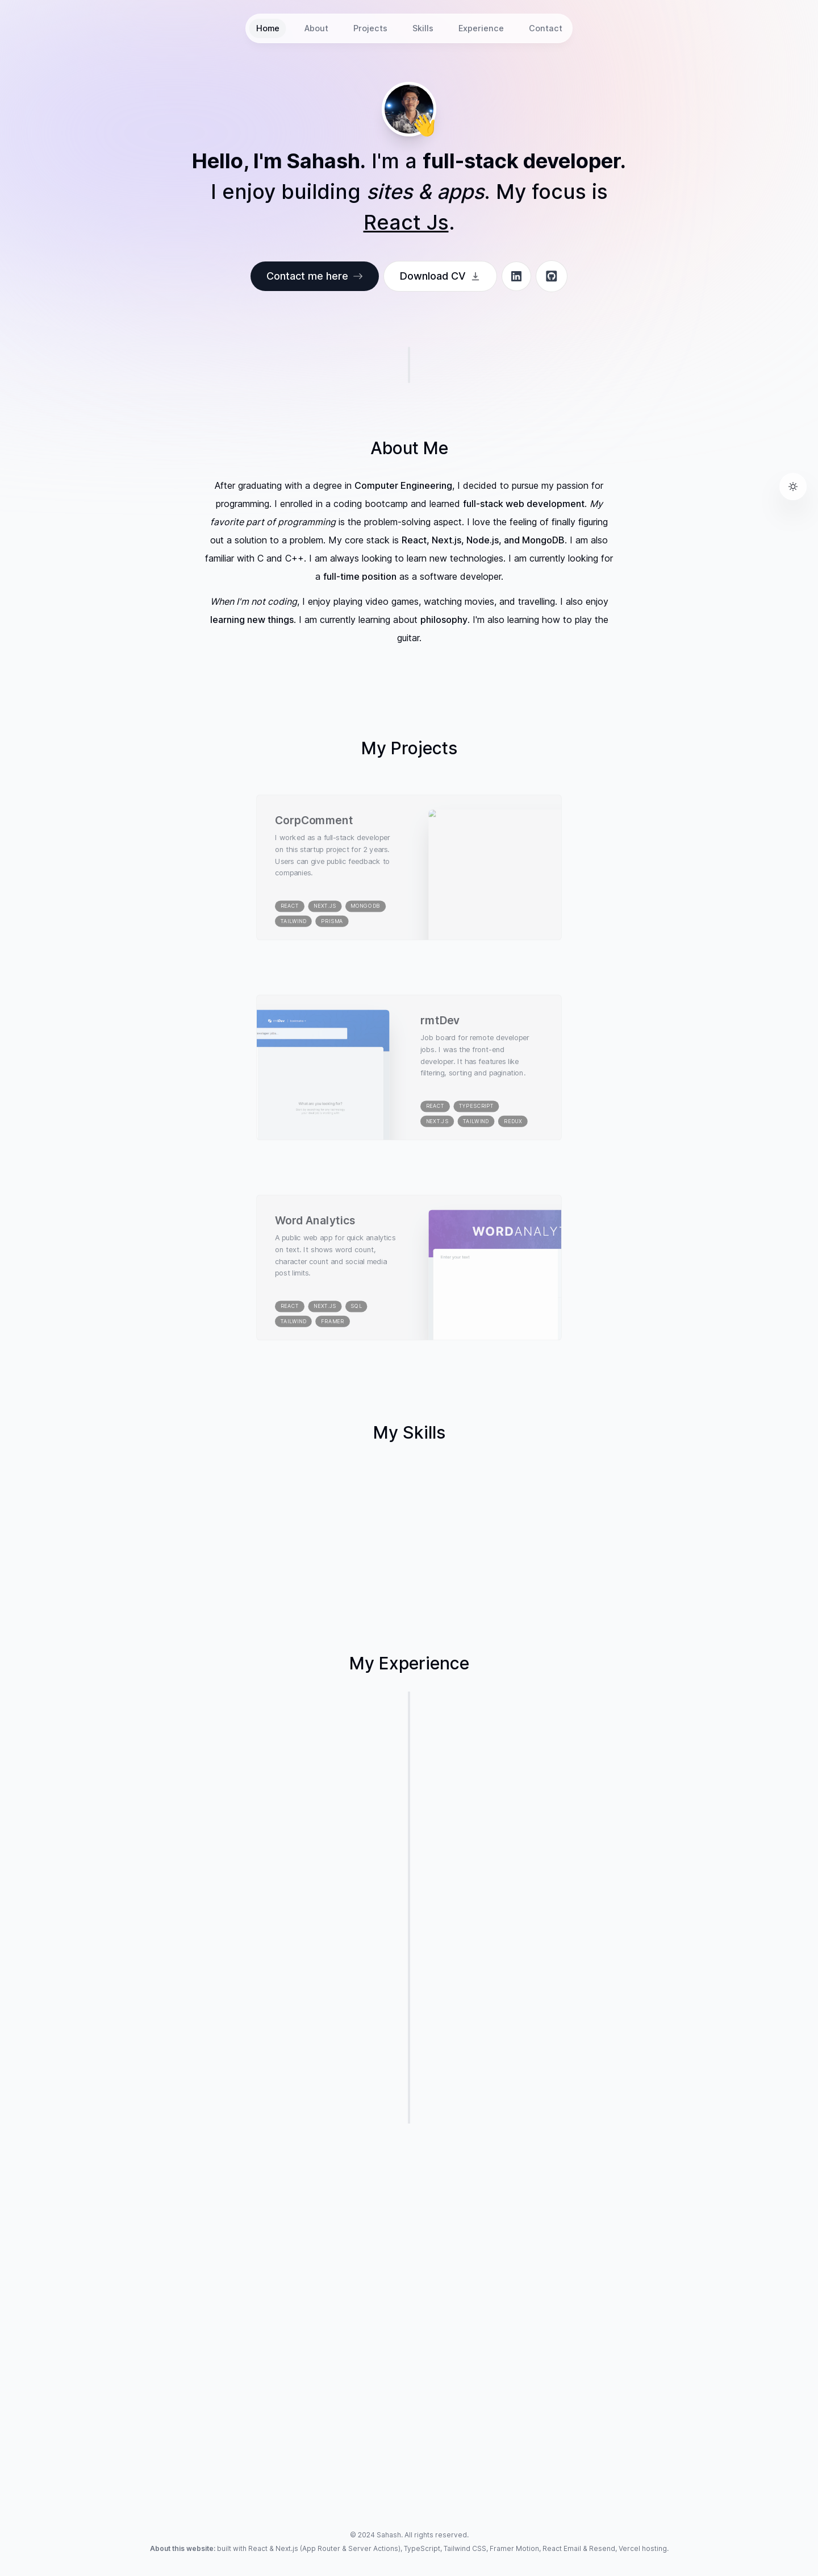 Home About Projects Skills Experience Contact
Hello, I'm Sahash. I'm a full-stack developer.
I enjoy building sites & apps. My focus is
React Js.
Contact me here Download CV
About Me
After graduating with a degree in Computer Engineering, I decided to pursue my passion for
programming. I enrolled in a coding bootcamp and learned full-stack web development. My
favorite part of programming is the problem-solving aspect. I love the feeling of finally figuring
out a solution to a problem. My core stack is React, Next.js, Node.js, and MongoDB. I am also
familiar with C and C++. I am always looking to learn new technologies. I am currently looking for
a full-time position as a software developer.
When I'm not coding, I enjoy playing video games, watching movies, and travelling. I also enjoy
learning new things. I am currently learning about philosophy. I'm also learning how to play the
guitar.
My Projects
CorpComment
I worked as a full-stack developer
on this startup project for 2 years.
Users can give public feedback to
companies.
REACT NEXT.JS MONGODB
TAILWIND PRISMA
rmtDev
Job board for remote developer
jobs. I was the front-end
developer. It has features like
filtering, sorting and pagination.
REACT TYPESCRIPT
NEXT.JS TAILWIND REDUX
What are you looking for?
Word Analytics
A public web app for quick analytics
on text. It shows word count,
character count and social media
post limits.
REACT NEXT.JS SQL
TAILWIND FRAMER
WORDANALYT
Enter your text
My Skills
My Experience
© 2024 Sahash. All rights reserved.
About this website: built with React & Next.js (App Router & Server Actions), TypeScript, Tailwind CSS, Framer Motion, React Email & Resend, Vercel hosting.